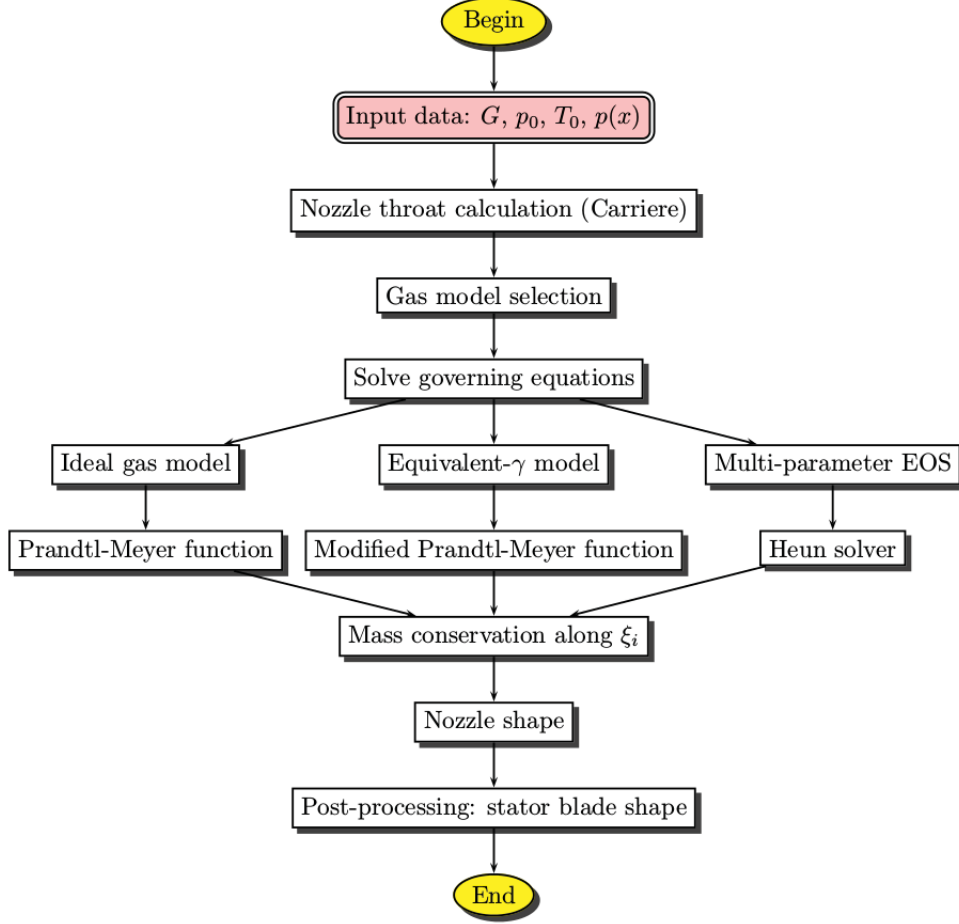 Begin
Input data: G, p₀, T₀, p(x)
Nozzle throat calculation (Carriere)
Gas model selection
Solve governing equations
Ideal gas model
Equivalent-γ model
Multi-parameter EOS
Prandtl-Meyer function
Modified Prandtl-Meyer function
Heun solver
Mass conservation along ξᵢ
Nozzle shape
Post-processing: stator blade shape
End